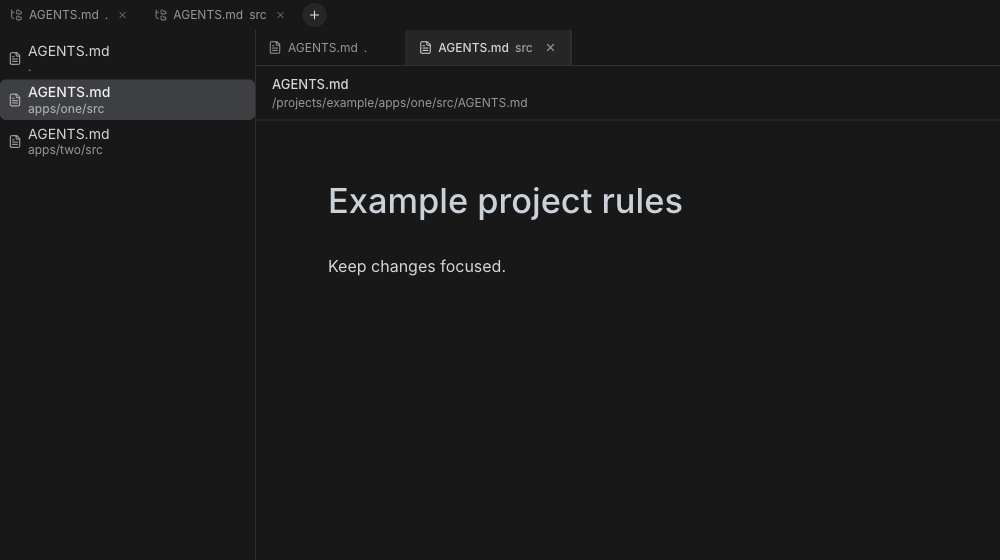 AGENTS.md . ×
AGENTS.md src ×
+
AGENTS.md
.
AGENTS.md
apps/one/src
AGENTS.md
apps/two/src
AGENTS.md .
AGENTS.md src ×
AGENTS.md
/projects/example/apps/one/src/AGENTS.md
Example project rules
Keep changes focused.